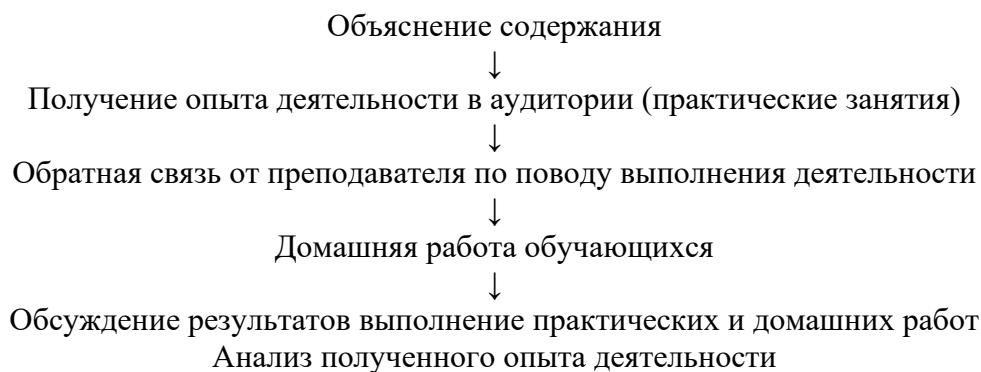 Объяснение содержания
↓
Получение опыта деятельности в аудитории (практические занятия)
↓
Обратная связь от преподавателя по поводу выполнения деятельности
↓
Домашняя работа обучающихся
↓
Обсуждение результатов выполнение практических и домашних работ
Анализ полученного опыта деятельности